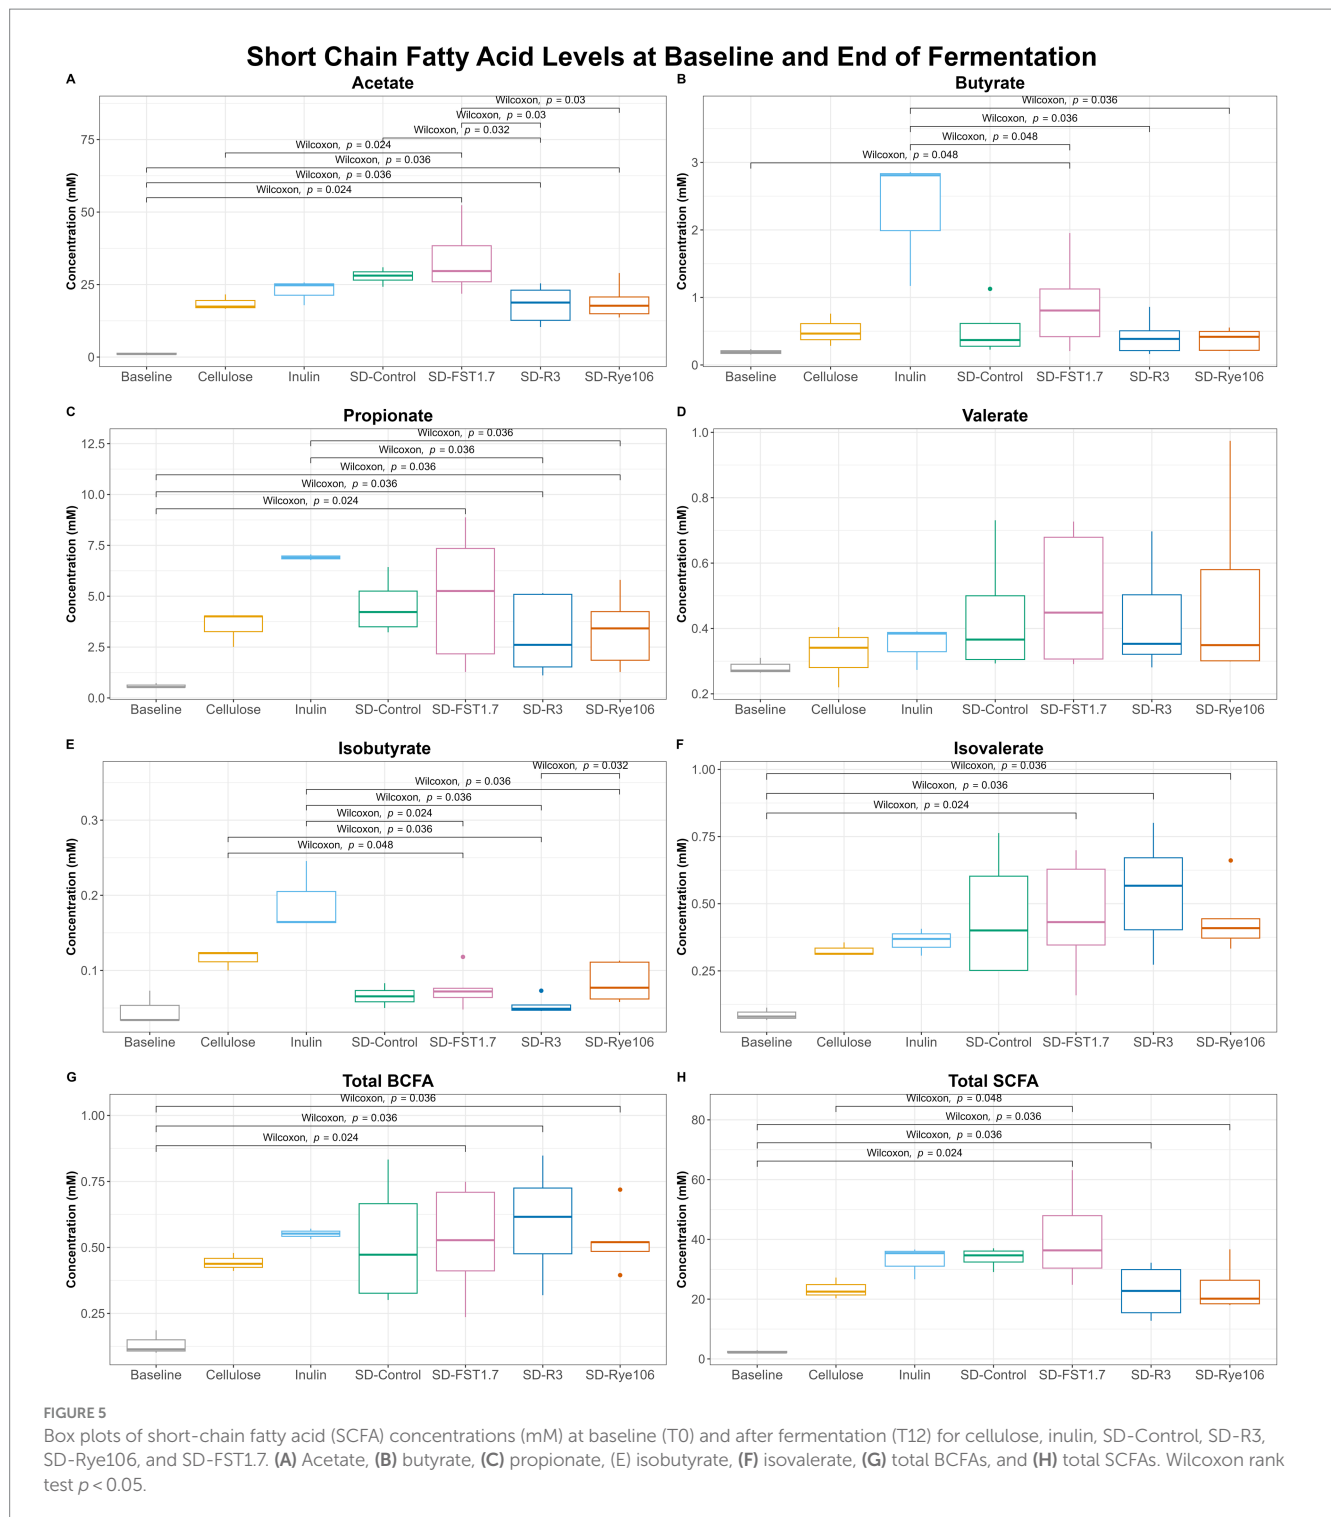 Short Chain Fatty Acid Levels at Baseline and End of Fermentation
A
Acetate
Concentration (mM)
75
50
25
0
Wilcoxon, p = 0.03
Wilcoxon, p = 0.03
Wilcoxon, p = 0.032
Wilcoxon, p = 0.024
Wilcoxon, p = 0.036
Wilcoxon, p = 0.036
Wilcoxon, p = 0.024
Baseline Cellulose Inulin SD-Control SD-FST1.7 SD-R3 SD-Rye106
B
Butyrate
Concentration (mM)
3
2
1
0
Wilcoxon, p = 0.036
Wilcoxon, p = 0.036
Wilcoxon, p = 0.048
Wilcoxon, p = 0.048
Baseline Cellulose Inulin SD-Control SD-FST1.7 SD-R3 SD-Rye106
C
Propionate
Concentration (mM)
12.5
10.0
7.5
5.0
2.5
0.0
Wilcoxon, p = 0.036
Wilcoxon, p = 0.036
Wilcoxon, p = 0.036
Wilcoxon, p = 0.036
Wilcoxon, p = 0.024
Baseline Cellulose Inulin SD-Control SD-FST1.7 SD-R3 SD-Rye106
D
Valerate
Concentration (mM)
1.0
0.8
0.6
0.4
0.2
Baseline Cellulose Inulin SD-Control SD-FST1.7 SD-R3 SD-Rye106
E
Isobutyrate
Concentration (mM)
0.3
0.2
0.1
Wilcoxon, p = 0.032
Wilcoxon, p = 0.036
Wilcoxon, p = 0.036
Wilcoxon, p = 0.024
Wilcoxon, p = 0.036
Wilcoxon, p = 0.048
Baseline Cellulose Inulin SD-Control SD-FST1.7 SD-R3 SD-Rye106
F
Isovalerate
Concentration (mM)
1.00
0.75
0.50
0.25
Wilcoxon, p = 0.036
Wilcoxon, p = 0.036
Wilcoxon, p = 0.024
Baseline Cellulose Inulin SD-Control SD-FST1.7 SD-R3 SD-Rye106
G
Total BCFA
Concentration (mM)
1.00
0.75
0.50
0.25
Wilcoxon, p = 0.036
Wilcoxon, p = 0.036
Wilcoxon, p = 0.024
Baseline Cellulose Inulin SD-Control SD-FST1.7 SD-R3 SD-Rye106
H
Total SCFA
Concentration (mM)
80
60
40
20
0
Wilcoxon, p = 0.048
Wilcoxon, p = 0.036
Wilcoxon, p = 0.036
Wilcoxon, p = 0.024
Baseline Cellulose Inulin SD-Control SD-FST1.7 SD-R3 SD-Rye106
FIGURE 5
Box plots of short-chain fatty acid (SCFA) concentrations (mM) at baseline (T0) and after fermentation (T12) for cellulose, inulin, SD-Control, SD-R3,
SD-Rye106, and SD-FST1.7. (A) Acetate, (B) butyrate, (C) propionate, (E) isobutyrate, (F) isovalerate, (G) total BCFAs, and (H) total SCFAs. Wilcoxon rank
test p < 0.05.